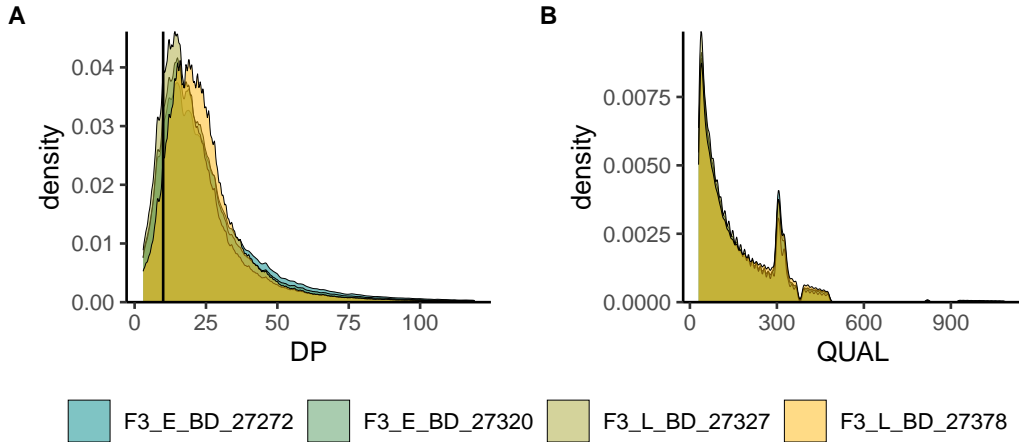 A
density
0.04
0.03
0.02
0.01
0.00
0
25
50
75
100
DP
B
density
0.0075
0.0050
0.0025
0.0000
0
300
600
900
QUAL
F3_E_BD_27272
F3_E_BD_27320
F3_L_BD_27327
F3_L_BD_27378